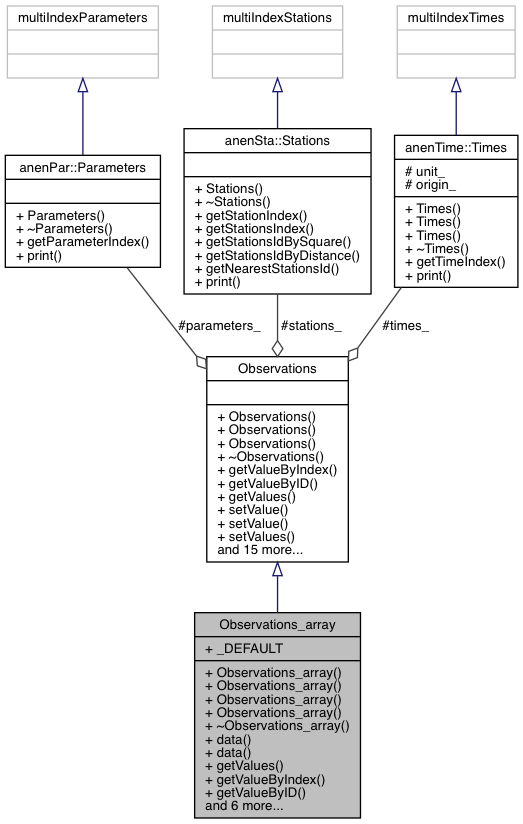 multiIndexParameters
multiIndexStations
multiIndexTimes
anenPar::Parameters
+ Parameters()
+ ~Parameters()
+ getParameterIndex()
+ print()
anenSta::Stations
+ Stations()
+ ~Stations()
+ getStationIndex()
+ getStationsIndex()
+ getStationsIdBySquare()
+ getStationsIdByDistance()
+ getNearestStationsId()
+ print()
anenTime::Times
# unit_
# origin_
+ Times()
+ Times()
+ Times()
+ ~Times()
+ getTimeIndex()
+ print()
#parameters_
#stations_
#times_
Observations
+ Observations()
+ Observations()
+ Observations()
+ ~Observations()
+ getValueByIndex()
+ getValueByID()
+ getValues()
+ setValue()
+ setValue()
+ setValues()
and 15 more...
Observations_array
+ _DEFAULT
+ Observations_array()
+ Observations_array()
+ Observations_array()
+ Observations_array()
+ ~Observations_array()
+ data()
+ data()
+ getValues()
+ getValueByIndex()
+ getValueByID()
and 6 more...